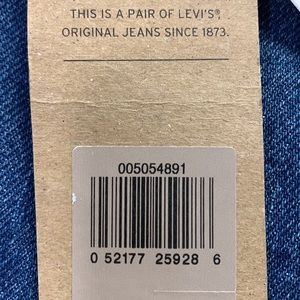 THIS IS A PAIR OF LEVI'S®,
ORIGINAL JEANS SINCE 1873.
005054891
0 52177 25928 6